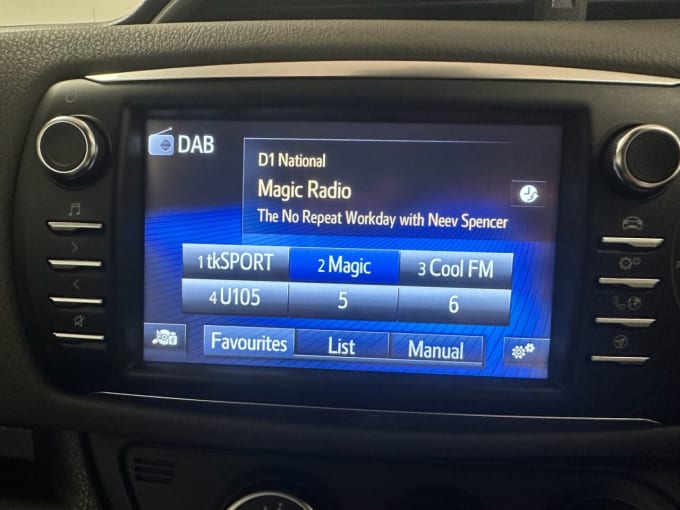 DAB
D1 National
Magic Radio
The No Repeat Workday with Neev Spencer
1 tkSPORT 2 Magic 3 Cool FM
4 U105 5 6
Favourites List Manual